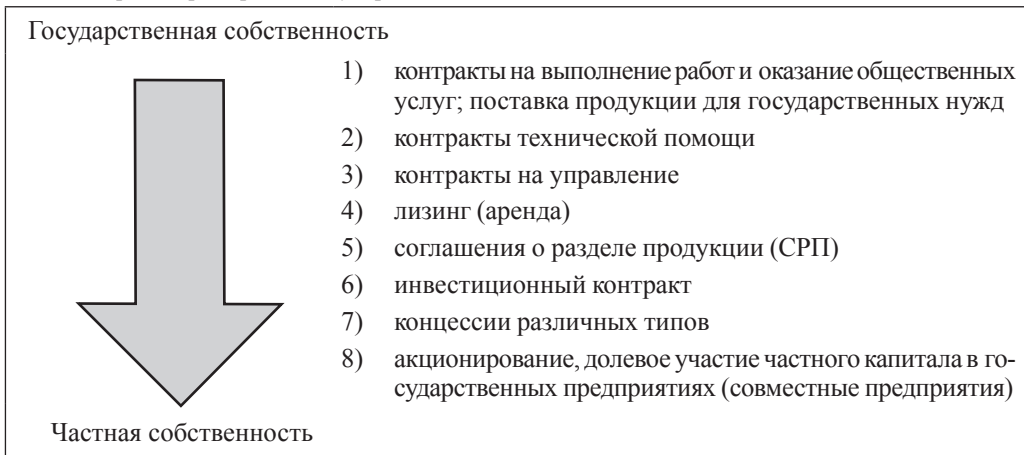 Государственная собственность
1) контракты на выполнение работ и оказание общественных
услуг; поставка продукции для государственных нужд
2) контракты технической помощи
3) контракты на управление
4) лизинг (аренда)
5) соглашения о разделе продукции (СРП)
6) инвестиционный контракт
7) концессии различных типов
8) акционирование, долевое участие частного капитала в го-
сударственных предприятиях (совместные предприятия)
Частная собственность